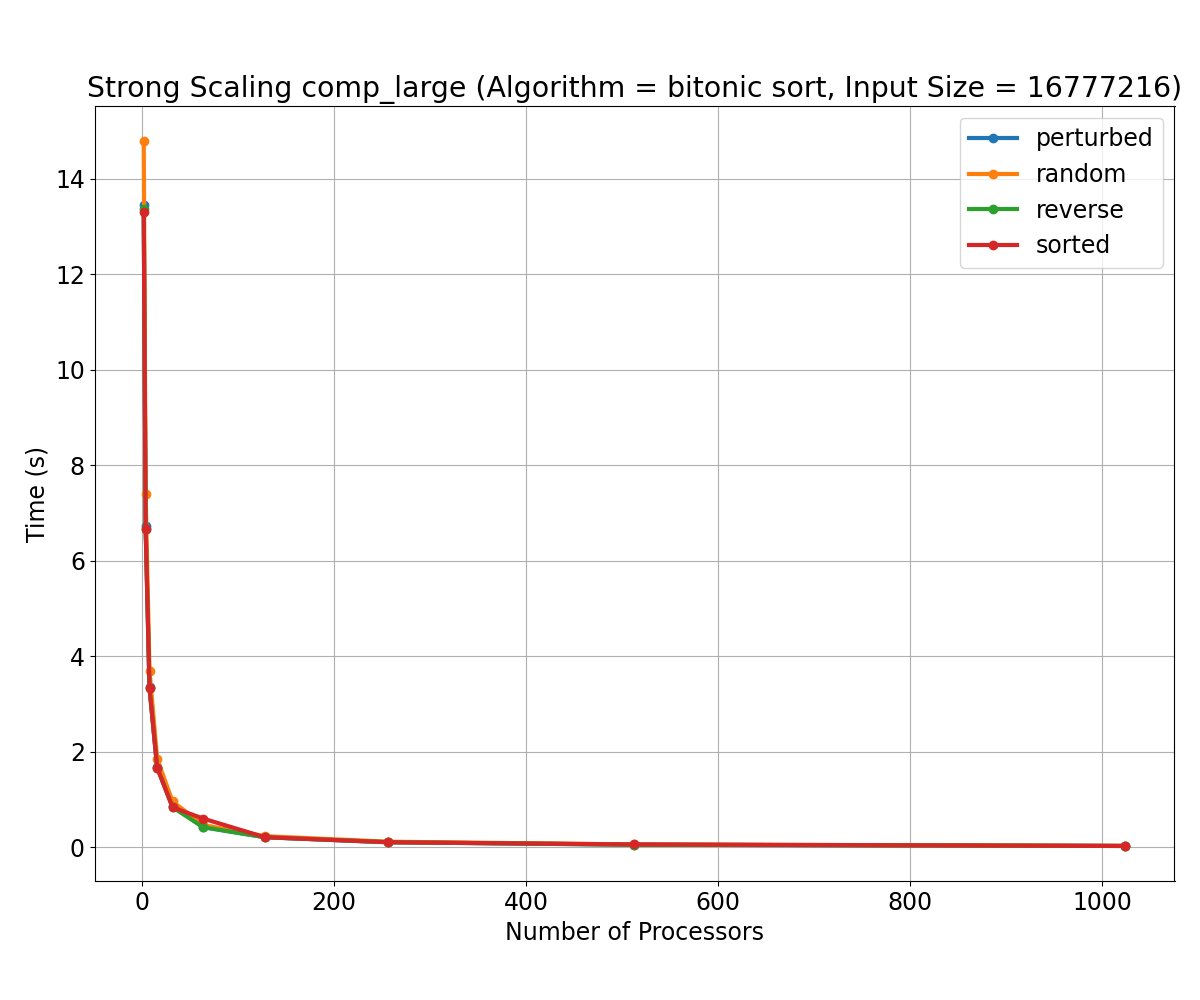 Strong Scaling comp_large (Algorithm = bitonic sort, Input Size = 16777216)
perturbed
random
reverse
sorted
14
12
10
8
6
4
2
0
Time (s)
0 200 400 600 800 1000
Number of Processors